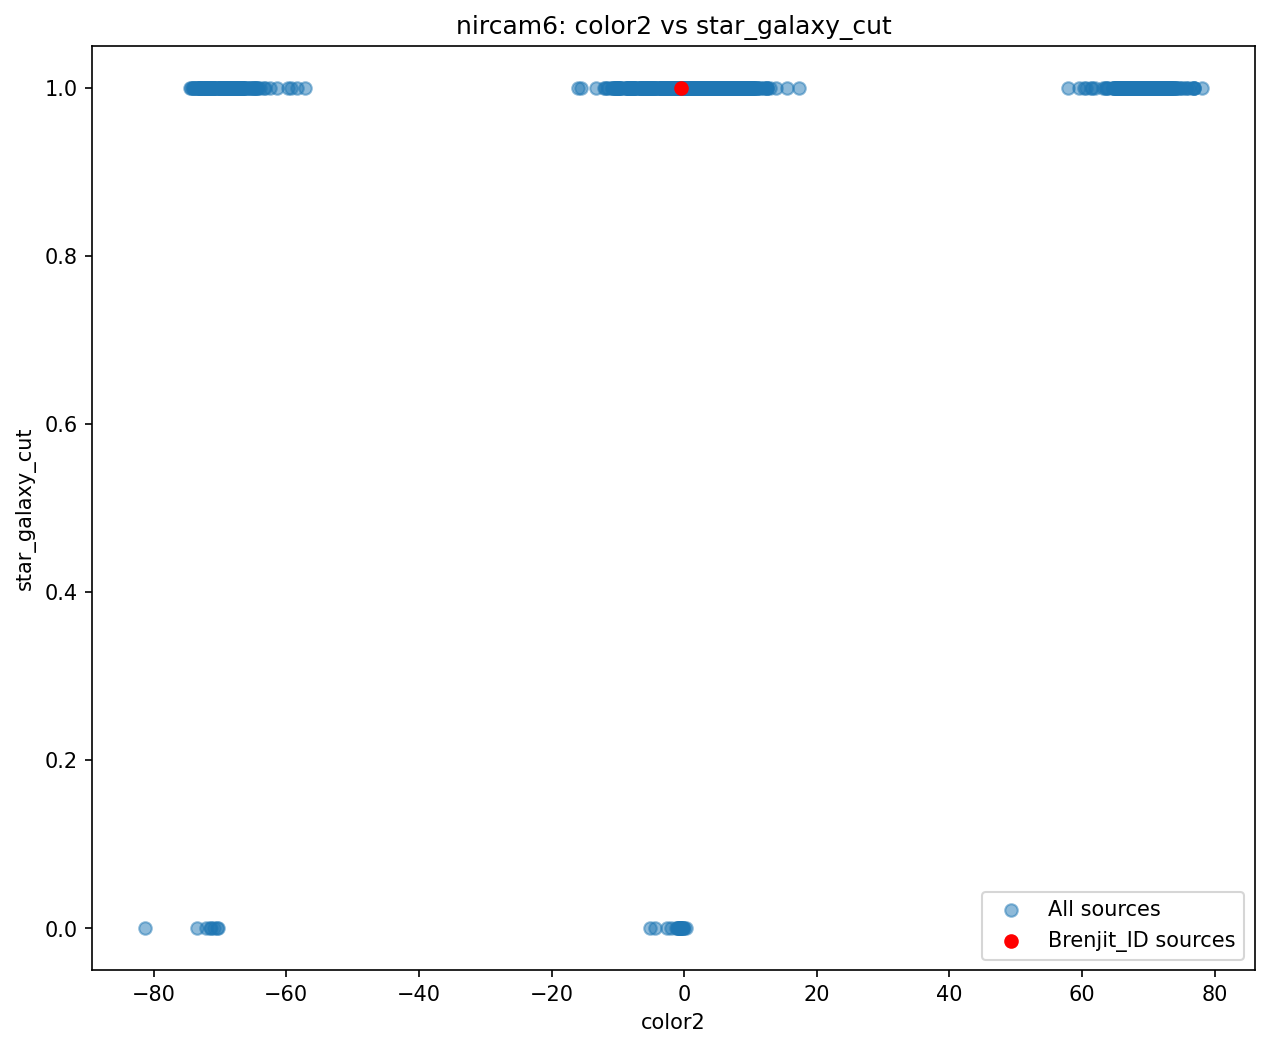 nircam6: color2 vs star_galaxy_cut
1.0
0.8
0.6
0.4
0.2
0.0
star_galaxy_cut
All sources
Brenjit_ID sources
−80 −60 −40 −20 0 20 40 60 80
color2